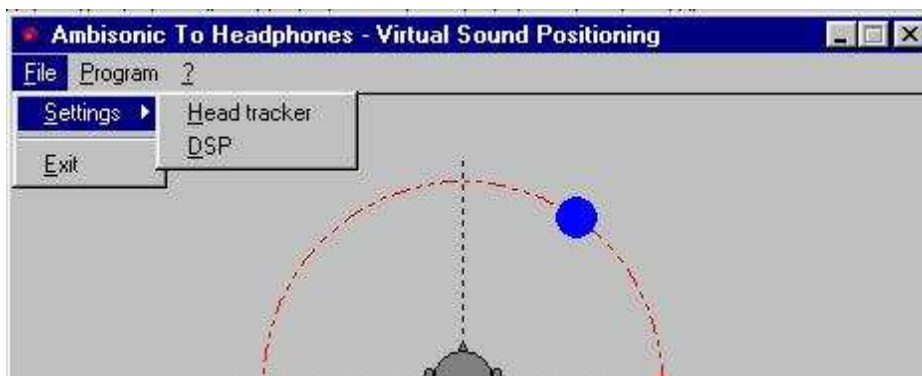 Ambisonic To Headphones - Virtual Sound Positioning
File Program ?
Settings Head tracker
DSP
Exit